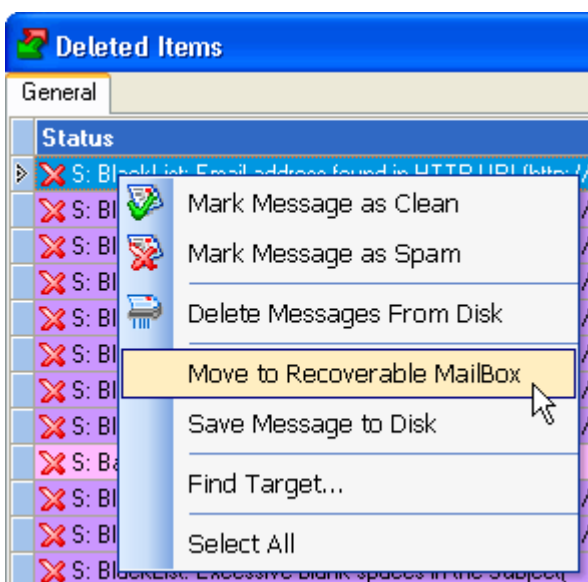 Deleted Items
General
Status
S: BlackList: Email address found in HTTP URL (http:/
S: Bl
Mark Message as Clean
S: Bl
Mark Message as Spam
S: Bl
S: Bl
Delete Messages From Disk
S: Bl
S: Bl
Move to Recoverable MailBox
S: Bl
Save Message to Disk
S: Ba
S: Bl
Find Target...
S: Bl
Select All
S: BlackList: Excessive blank spaces in the Subject)